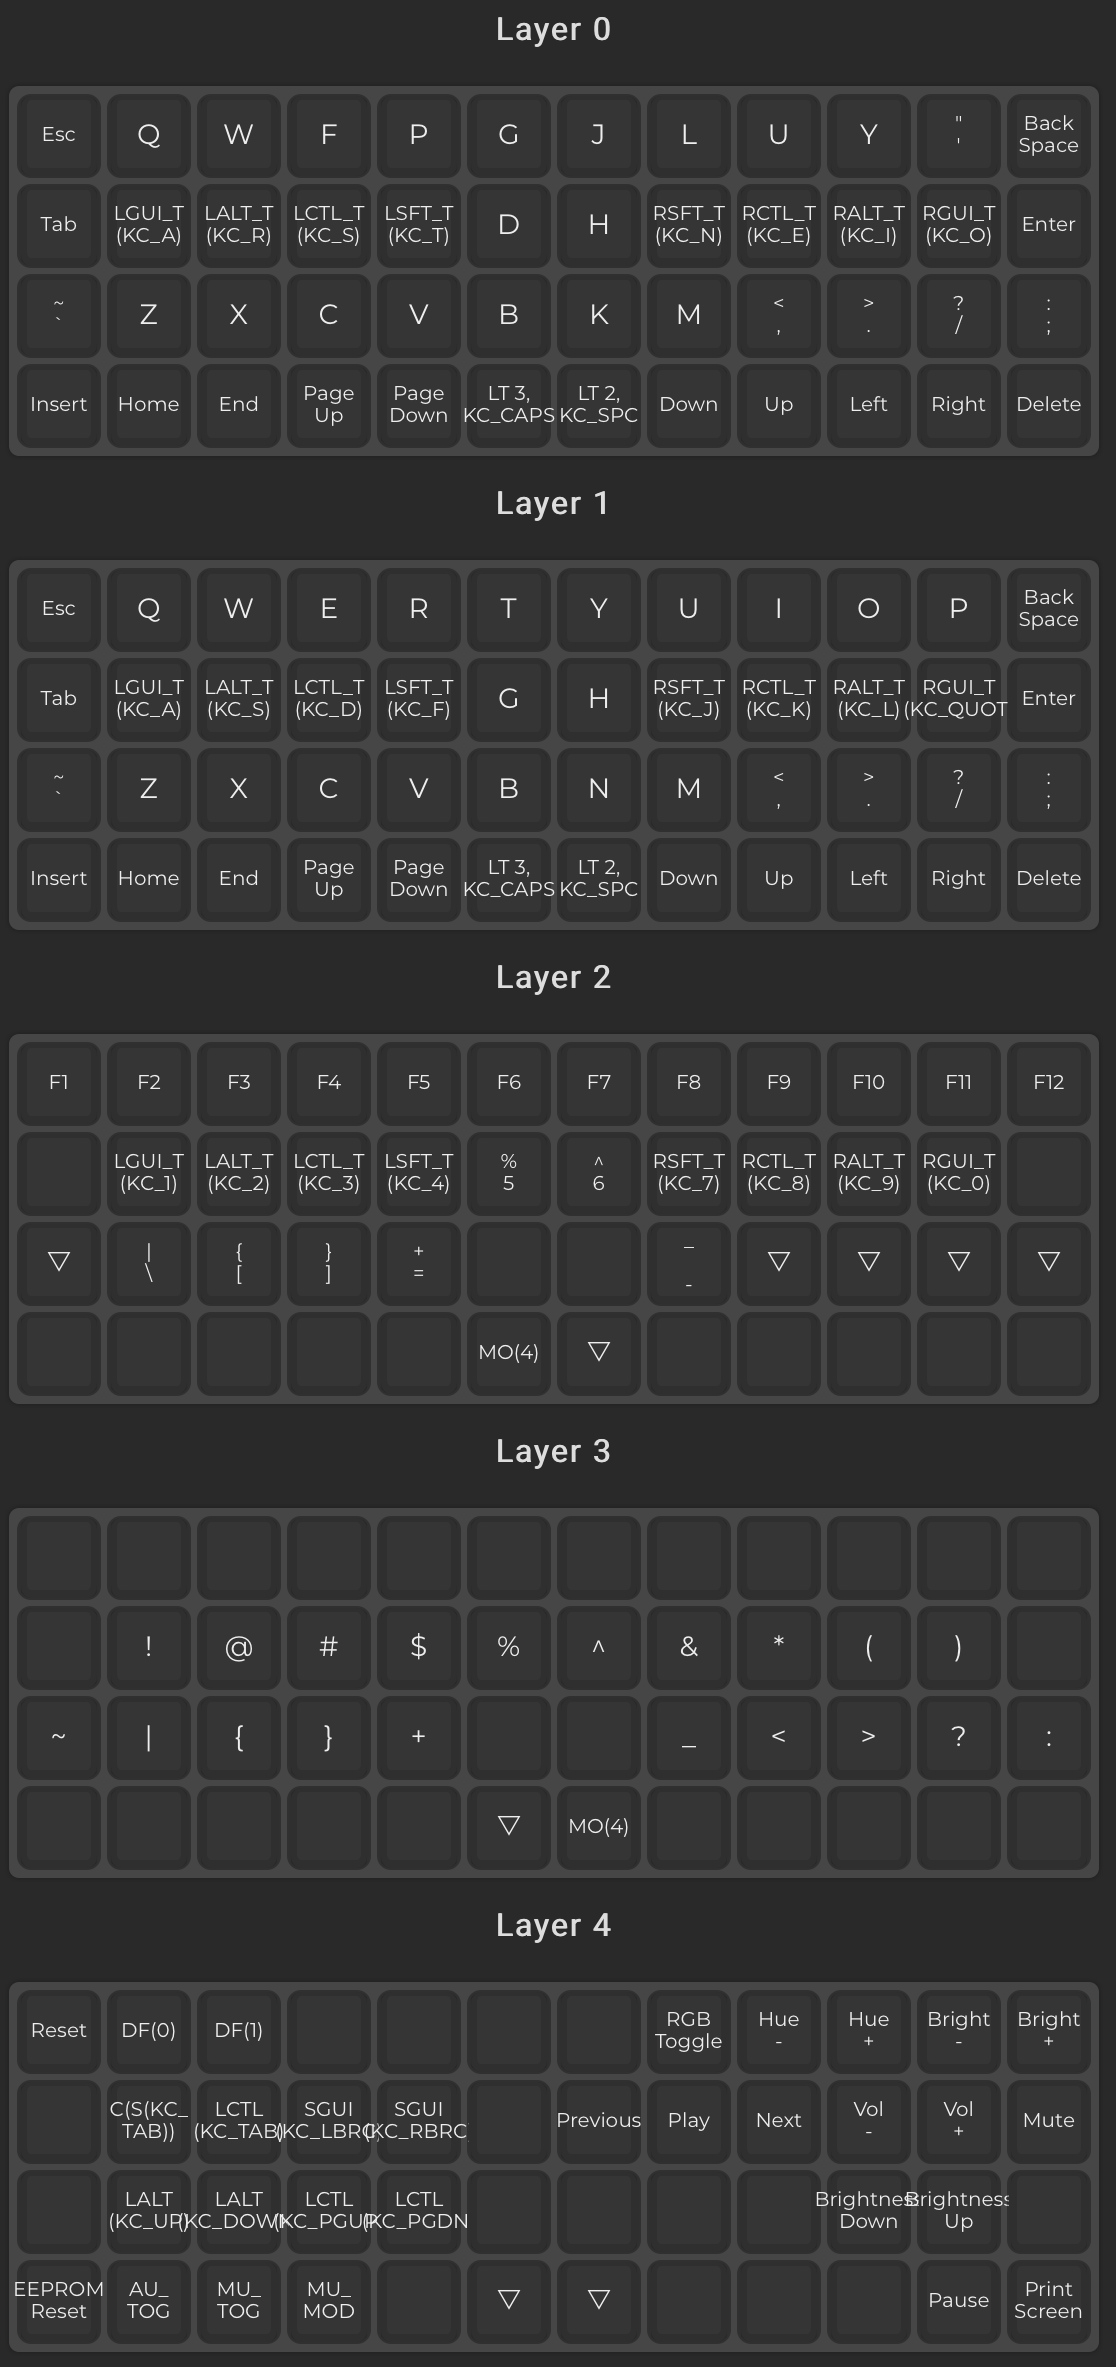 Layer 0
Esc Q W F P G J L U Y " ' Back Space
Tab LGUI_T (KC_A) LALT_T (KC_R) LCTL_T (KC_S) LSFT_T (KC_T) D H RSFT_T (KC_N) RCTL_T (KC_E) RALT_T (KC_I) RGUI_T (KC_O) Enter
~ ` Z X C V B K M < , > . ? / : ;
Insert Home End Page Up Page Down LT 3, KC_CAPS LT 2, KC_SPC Down Up Left Right Delete
Layer 1
Esc Q W E R T Y U I O P Back Space
Tab LGUI_T (KC_A) LALT_T (KC_S) LCTL_T (KC_D) LSFT_T (KC_F) G H RSFT_T (KC_J) RCTL_T (KC_K) RALT_T (KC_L) RGUI_T (KC_QUOT Enter
~ ` Z X C V B N M < , > . ? / : ;
Insert Home End Page Up Page Down LT 3, KC_CAPS LT 2, KC_SPC Down Up Left Right Delete
Layer 2
F1 F2 F3 F4 F5 F6 F7 F8 F9 F10 F11 F12
LGUI_T (KC_1) LALT_T (KC_2) LCTL_T (KC_3) LSFT_T (KC_4) % 5 ^ 6 RSFT_T (KC_7) RCTL_T (KC_8) RALT_T (KC_9) RGUI_T (KC_0)
▽ | \ { [ } ] + = _ - ▽ ▽ ▽ ▽
MO(4) ▽
Layer 3
! @ # $ % ^ & * ( )
~ | { } + _ < > ? :
▽ MO(4)
Layer 4
Reset DF(0) DF(1) RGB Toggle Hue - Hue + Bright - Bright +
C(S(KC_ TAB)) LCTL (KC_TAB) SGUI (KC_LBRC) SGUI (KC_RBRC) Previous Play Next Vol - Vol + Mute
LALT (KC_UP) LALT (KC_DOWN LCTL (KC_PGUP LCTL (KC_PGDN Brightness Down Brightness Up
EEPROM Reset AU_ TOG MU_ TOG MU_ MOD ▽ ▽ Pause Print Screen